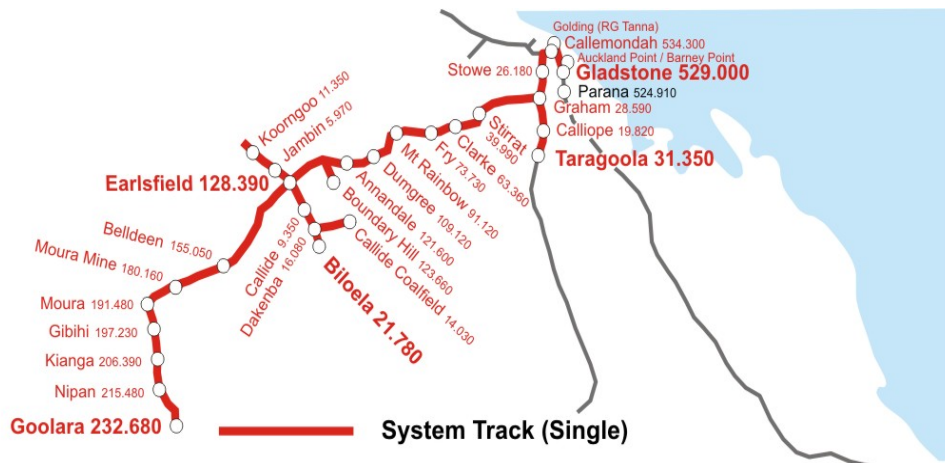 Golding (RG Tanna)
Callemondah 534.300
Auckland Point / Barney Point
Stowe 26.180
Gladstone 529.000
Parana 524.910
Graham 28.590
Calliope 19.820
Taragoola 31.350
Stirrat 39.990
Clarke 63.360
Fry 73.730
Mt Rainbow 91.120
Dumgree 109.120
Annandale 121.600
Boundary Hill 123.660
Koorngoo 11.350
Jambin 5.970
Earlsfield 128.390
Callide 9.350
Dakenba 16.080
Biloela 21.780
Callide Coalfield 14.030
Belldeen 155.050
Moura Mine 180.160
Moura 191.480
Gibihi 197.230
Kianga 206.390
Nipan 215.480
Goolara 232.680
System Track (Single)